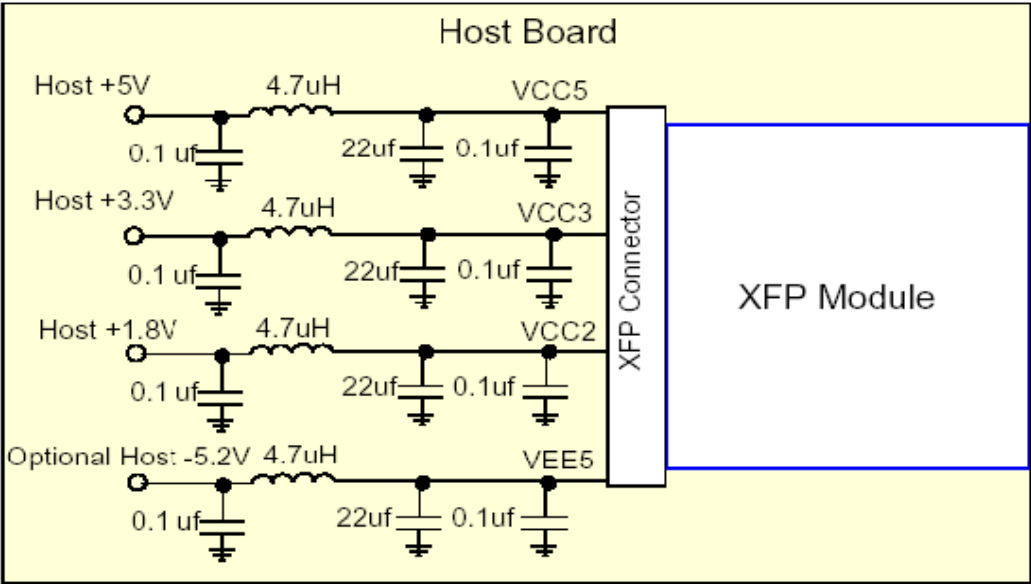 Host Board
Host +5V
4.7uH
VCC5
0.1 uf
22uf
0.1uf
Host +3.3V
4.7uH
VCC3
0.1 uf
22uf
0.1uf
Host +1.8V
4.7uH
VCC2
0.1 uf
22uf
0.1uf
Optional Host -5.2V
4.7uH
VEE5
0.1 uf
22uf
0.1uf
XFP Connector
XFP Module